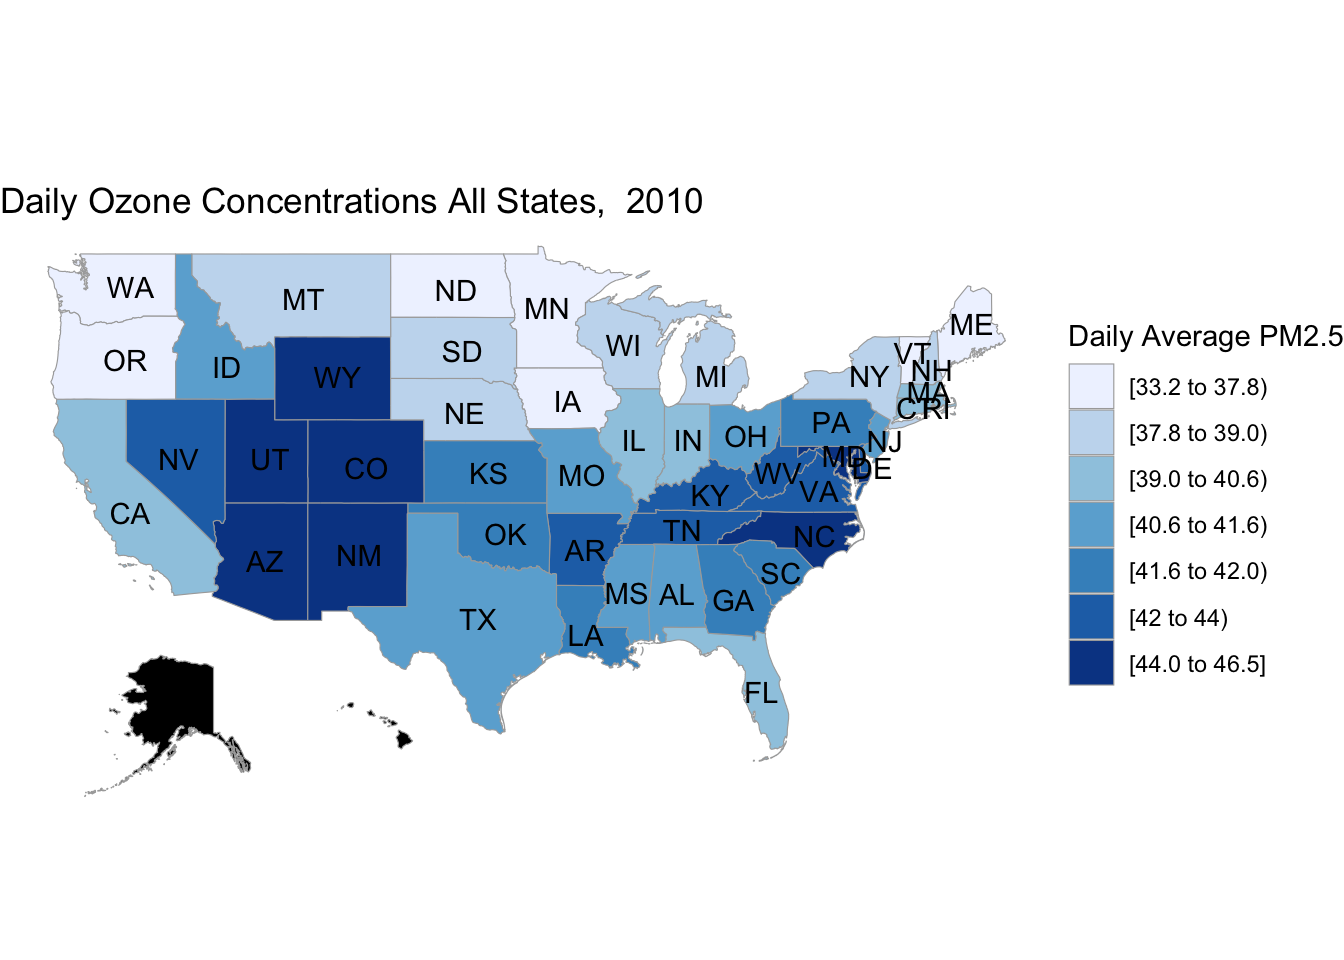 Daily Ozone Concentrations All States,  2010
WA
MT
ND
MN
ME
OR
ID
WY
SD
WI
MI
VT
NH
NY
MA
CT
RI
NE
IA
PA
NJ
NV
UT
CO
KS
MO
IL
IN
OH
MD
DE
WV
VA
KY
CA
AZ
NM
OK
AR
TN
NC
SC
TX
LA
MS
AL
GA
FL
Daily Average PM2.5
[33.2 to 37.8)
[37.8 to 39.0)
[39.0 to 40.6)
[40.6 to 41.6)
[41.6 to 42.0)
[42 to 44)
[44.0 to 46.5]